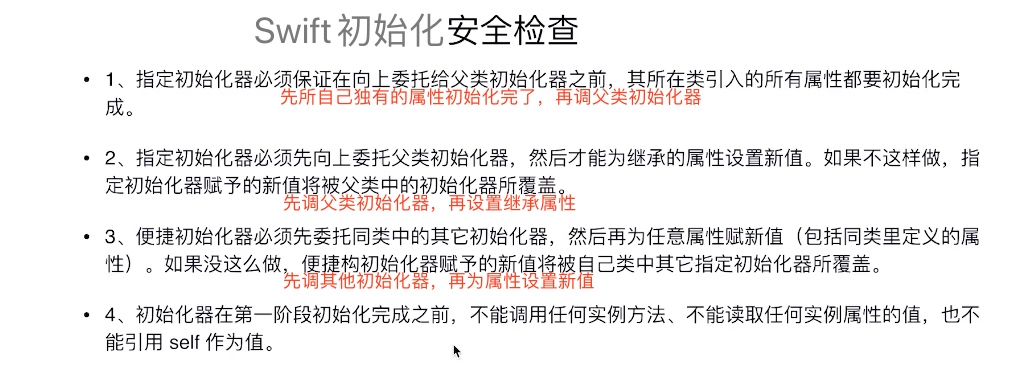 Swift 初始化安全检查
• 1、指定初始化器必须保证在向上委托给父类初始化器之前，其所在类引入的所有属性都要初始化完
成。
先所自己独有的属性初始化完了，再调父类初始化器
• 2、指定初始化器必须先向上委托父类初始化器，然后才能为继承的属性设置新值。如果不这样做，指
定初始化器赋予的新值将被父类中的初始化器所覆盖。
先调父类初始化器，再设置继承属性
• 3、便捷初始化器必须先委托同类中的其它初始化器，然后再为任意属性赋新值（包括同类里定义的属
性）。如果没这么做，便捷构初始化器赋予的新值将被自己类中其它指定初始化器所覆盖。
先调其他初始化器，再为属性设置新值
• 4、初始化器在第一阶段初始化完成之前，不能调用任何实例方法、不能读取任何实例属性的值，也不
能引用 self 作为值。